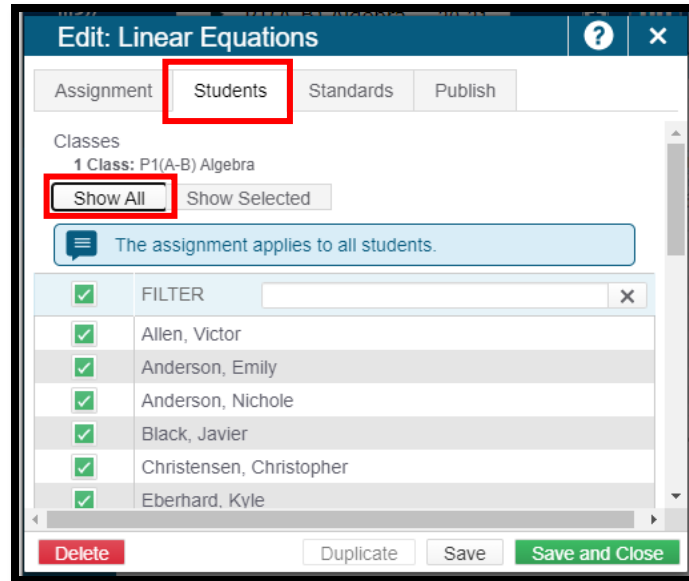 Edit: Linear Equations ? ×
Assignment Students Standards Publish
Classes
1 Class: P1(A-B) Algebra
Show All Show Selected
The assignment applies to all students.
FILTER
Allen, Victor
Anderson, Emily
Anderson, Nichole
Black, Javier
Christensen, Christopher
Eberhard, Kyle
Delete Duplicate Save Save and Close